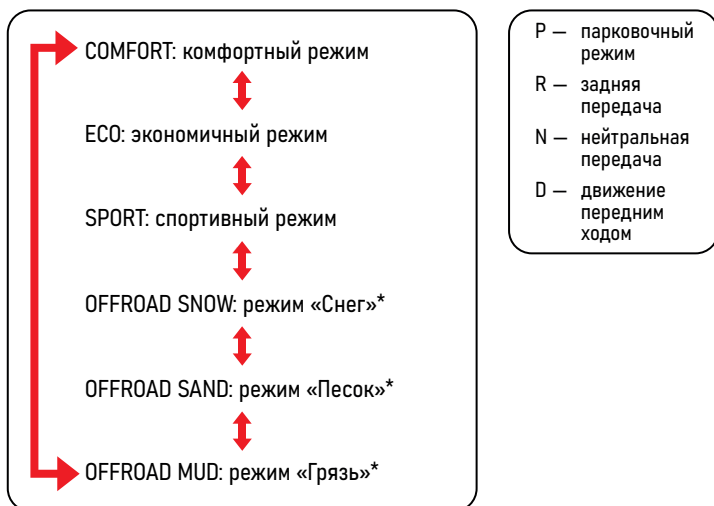 COMFORT: комфортный режим
ECO: экономичный режим
SPORT: спортивный режим
OFFROAD SNOW: режим «Снег»*
OFFROAD SAND: режим «Песок»*
OFFROAD MUD: режим «Грязь»*
P — парковочный
режим
R — задняя
передача
N — нейтральная
передача
D — движение
передним
ходом